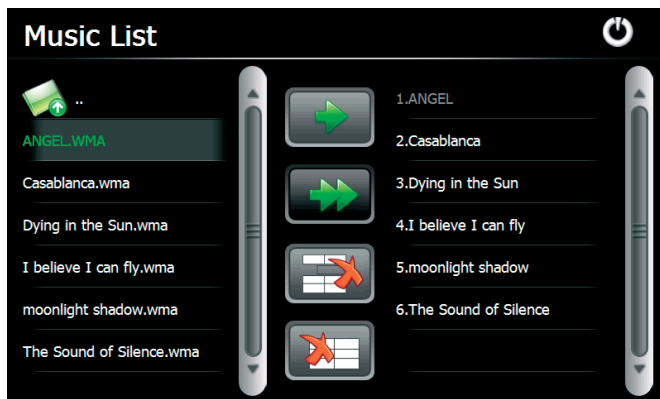 Music List
..
ANGEL.WMA
Casablanca.wma
Dying in the Sun.wma
I believe I can fly.wma
moonlight shadow.wma
The Sound of Silence.wma
1.ANGEL
2.Casablanca
3.Dying in the Sun
4.I believe I can fly
5.moonlight shadow
6.The Sound of Silence